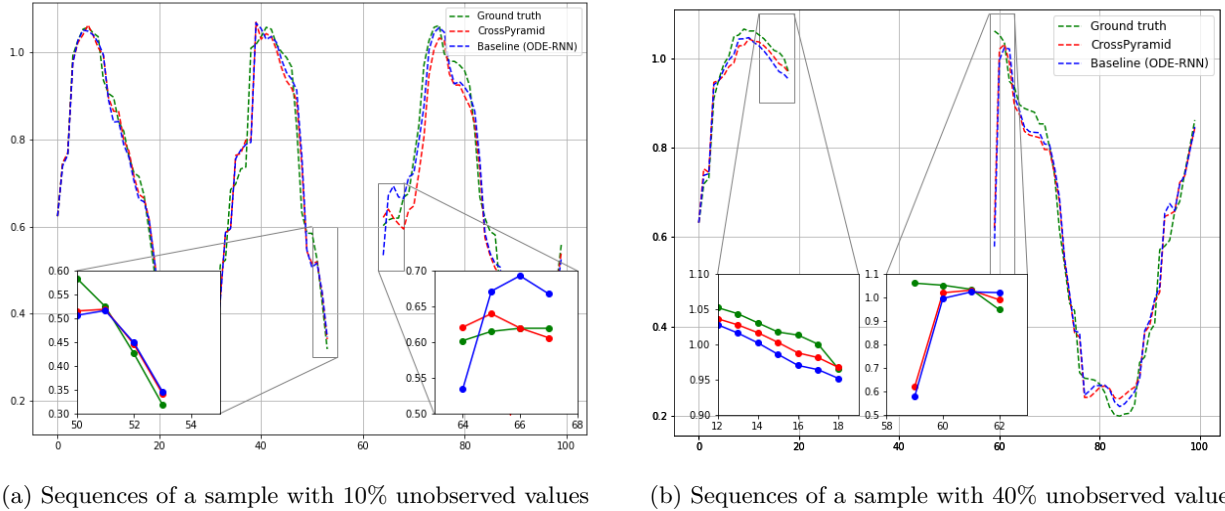 Ground truth
CrossPyramid
Baseline (ODE-RNN)
1.0
0.8
0.6
0.4
0.2
0 20 40 60 80 100
0.60
0.55
0.50
0.45
0.40
0.35
0.30
50 52 54
0.70
0.65
0.60
0.55
0.50
64 66 68
(a) Sequences of a sample with 10% unobserved values
Ground truth
CrossPyramid
Baseline (ODE-RNN)
1.0
0.8
0.6
0.4
0.2
0 20 40 60 80 100
1.10
1.05
1.00
0.95
0.90
12 14 16 18
1.1
1.0
0.9
0.8
0.7
0.6
0.5
58 60 62
(b) Sequences of a sample with 40% unobserved value